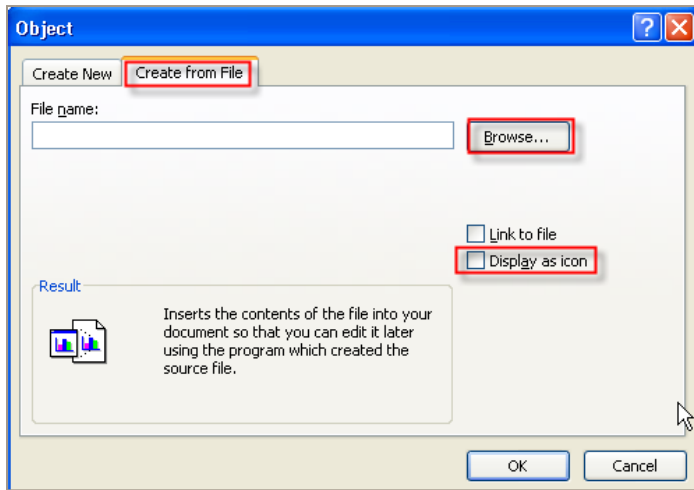 Object
Create New
Create from File
File name:
Browse...
Link to file
Display as icon
Result
Inserts the contents of the file into your
document so that you can edit it later
using the program which created the
source file.
OK
Cancel